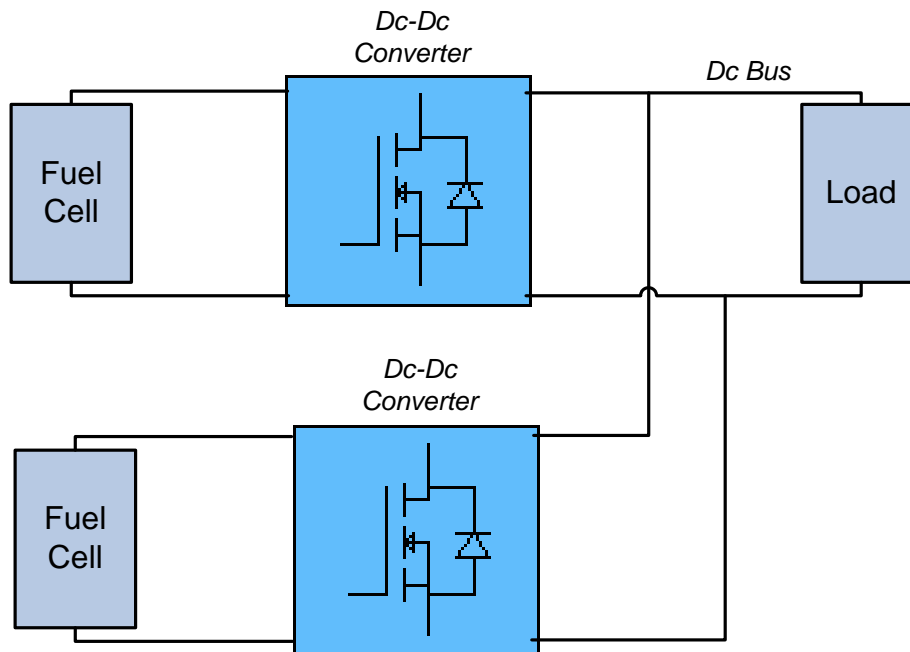 Dc-Dc
Converter
Dc Bus
Fuel
Cell
Load
Dc-Dc
Converter
Fuel
Cell